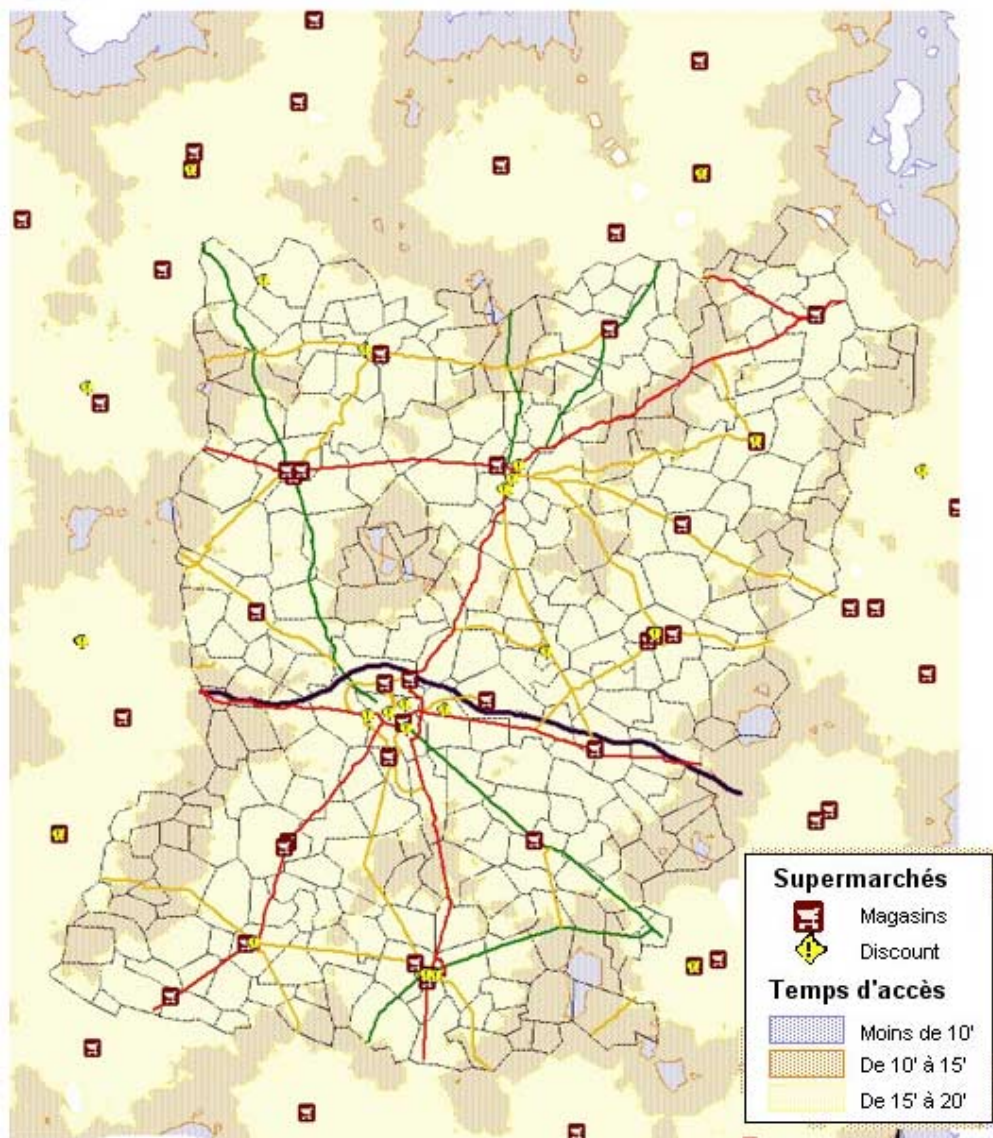 Supermarchés
Magasins
Discount
Temps d'accès
Moins de 10'
De 10' à 15'
De 15' à 20'